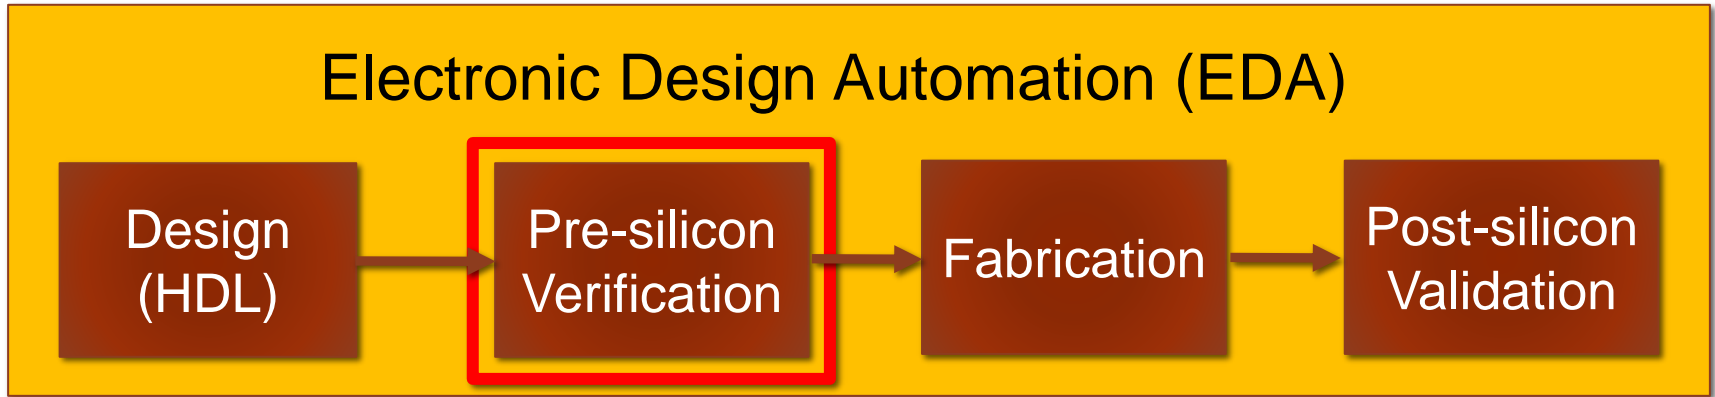 Electronic Design Automation (EDA)
Design
(HDL)
Pre-silicon
Verification
Fabrication
Post-silicon
Validation